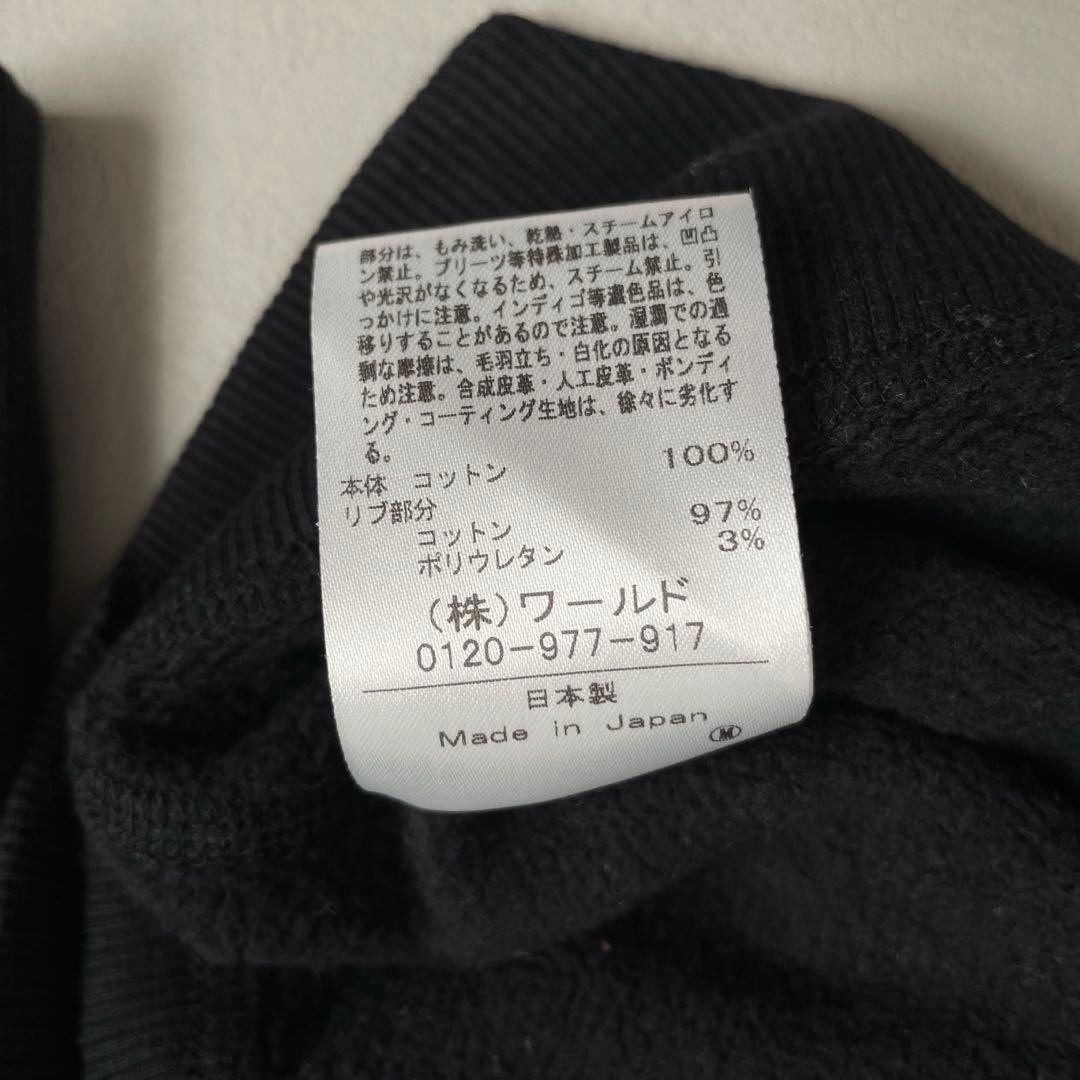 部分は、もみ洗い、乾熱・スチームアイロ
ン禁止。プリーツ等特殊加工製品は、凹凸
や光沢がなくなるため、スチーム禁止。引
っかけに注意。インディゴ等濃色品は、色
移りすることがあるので注意。湿潤での過
剰な摩擦は、毛羽立ち・白化の原因となる
ため注意。合成皮革・人工皮革・ボンディ
ング・コーティング生地は、徐々に劣化す
る。
本体 コットン 100%
リブ部分
コットン 97%
ポリウレタン 3%
(株)ワールド
0120-977-917
日本製
Made in Japan
M